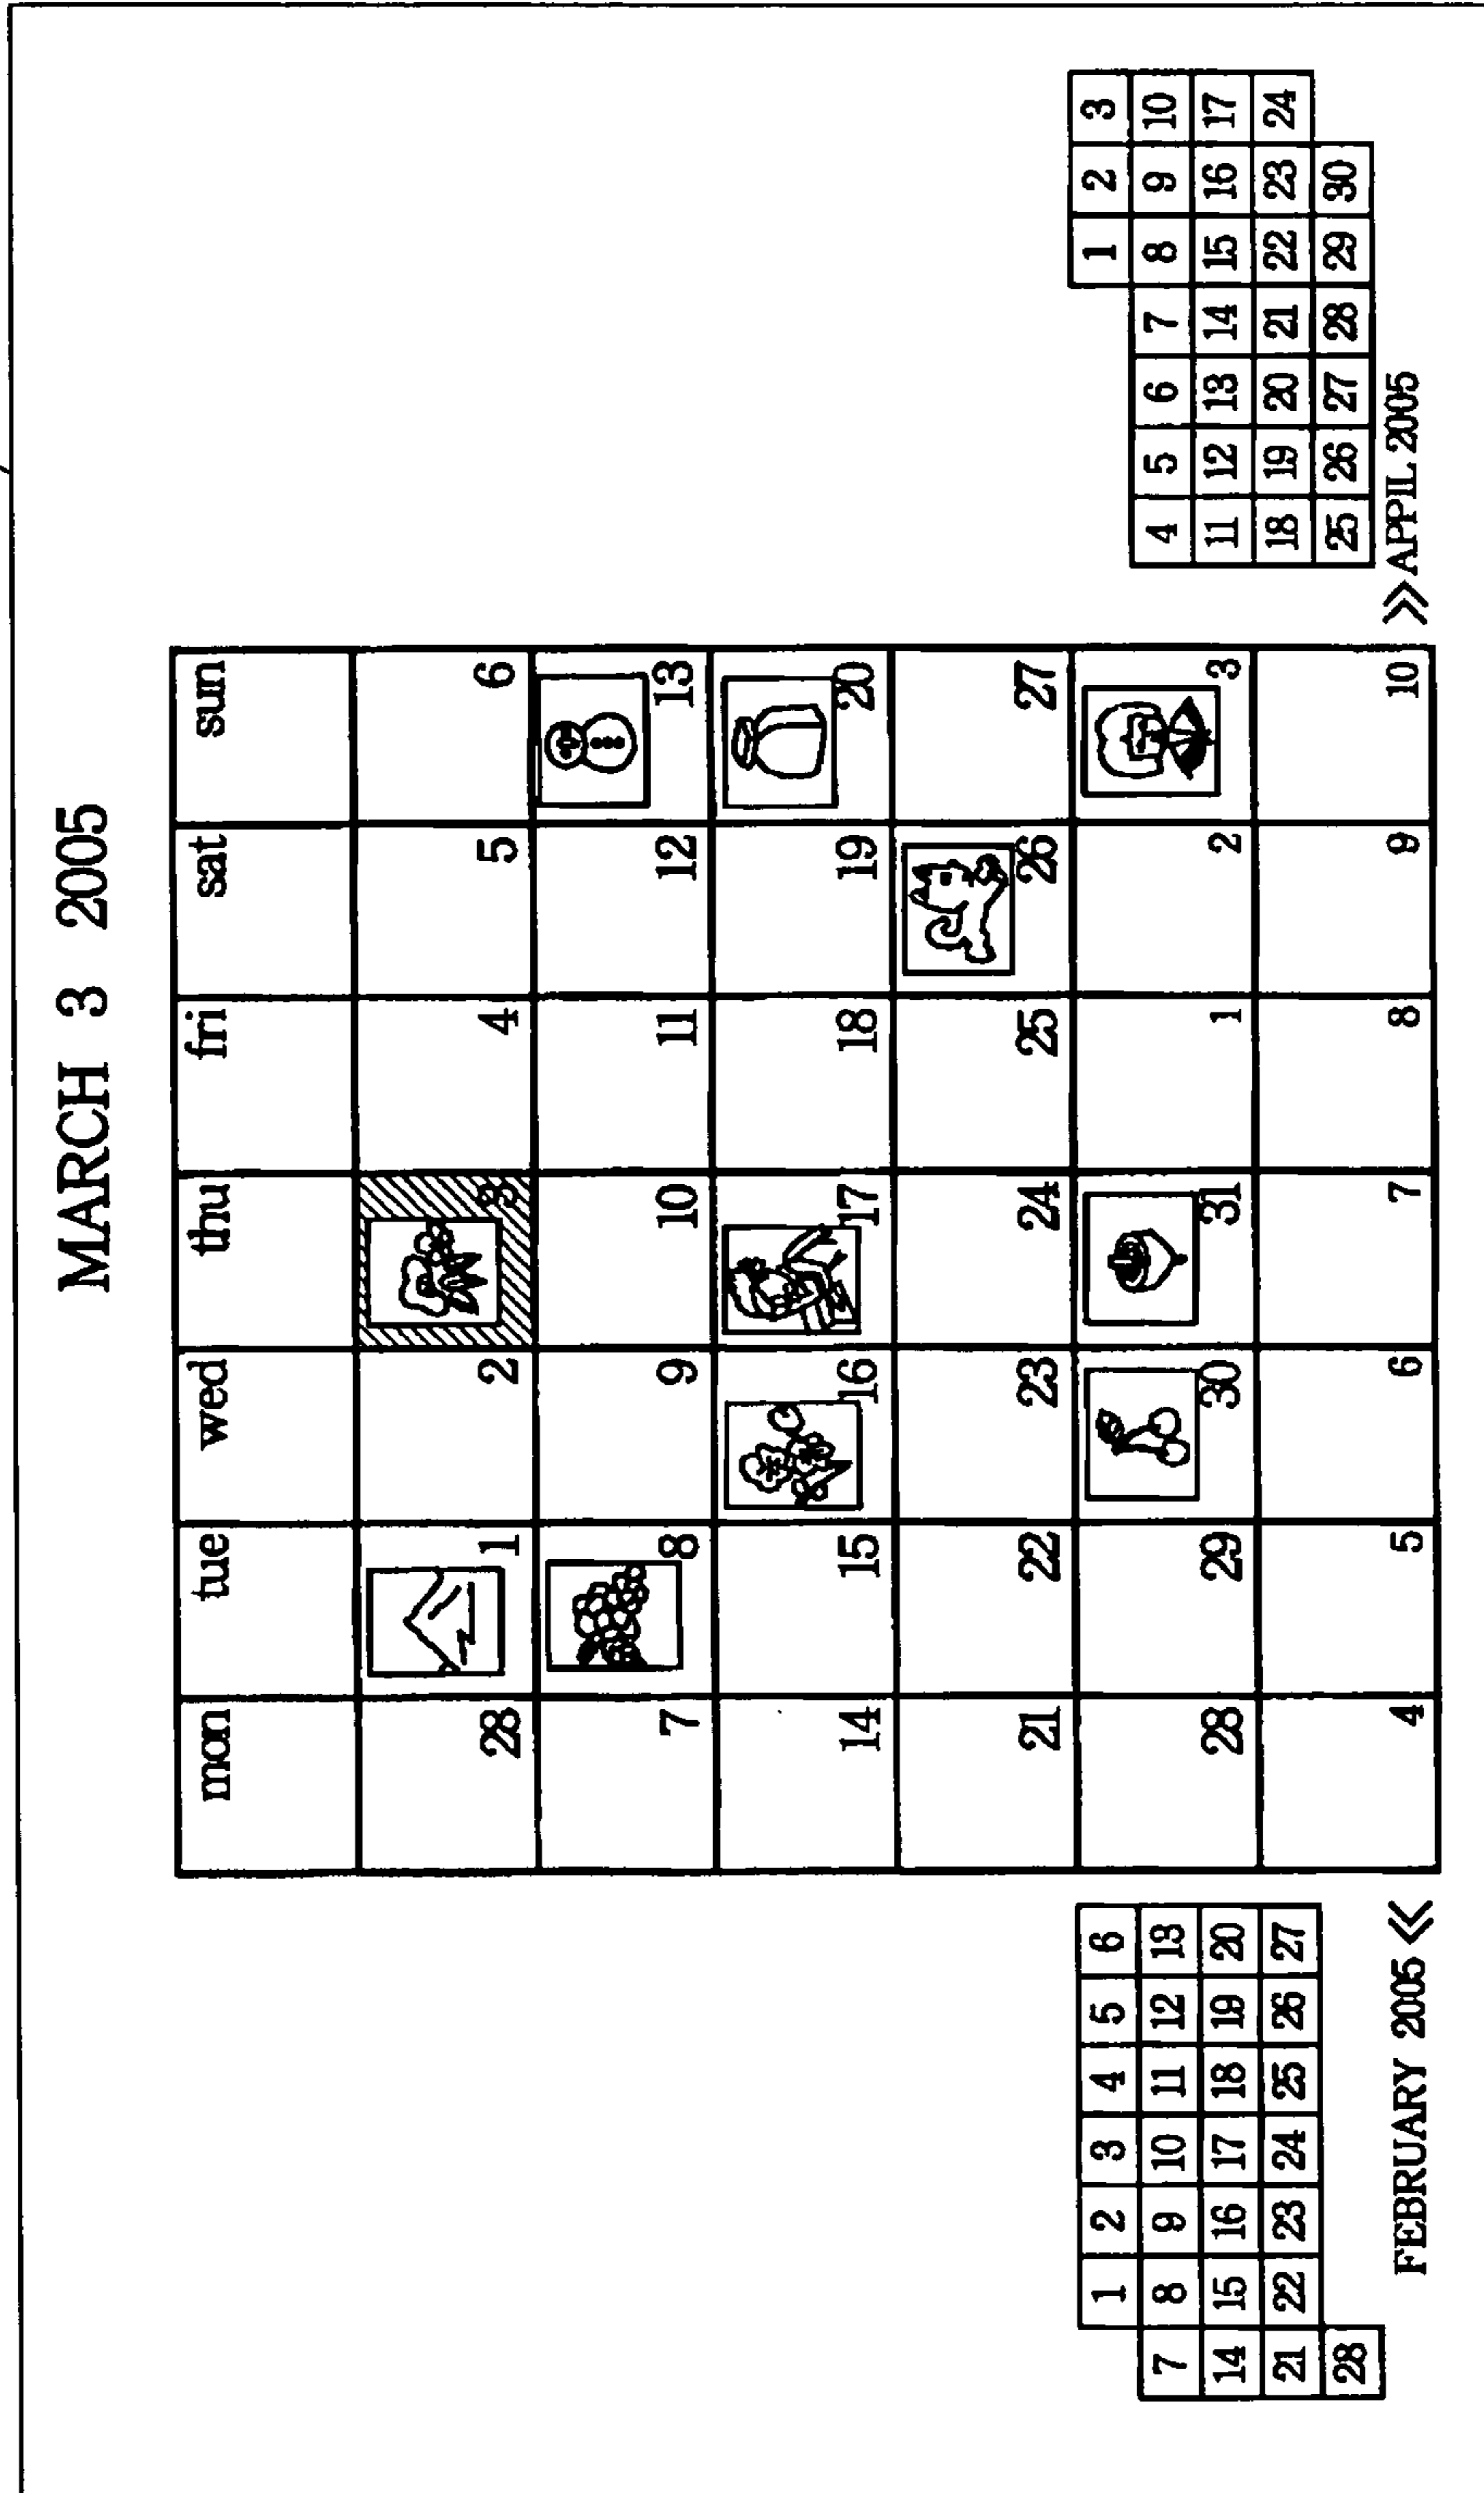 MARCH 3 2005
mon tue wed thu fri sat sun
28 1 2 3 4 5 6
7 8 9 10 11 12 13
14 15 16 17 18 19 20
21 22 23 24 25 26 27
28 29 30 31 1 2 3
4 5 6 7 8 9 10
1 2 3 4 5 6
7 8 9 10 11 12 13
14 15 16 17 18 19 20
21 22 23 24 25 26 27
28
FEBRUARY 2005 <<
1 2 3
4 5 6 7 8 9 10
11 12 13 14 15 16 17
18 19 20 21 22 23 24
25 26 27 28 29 30
>> APRIL 2005